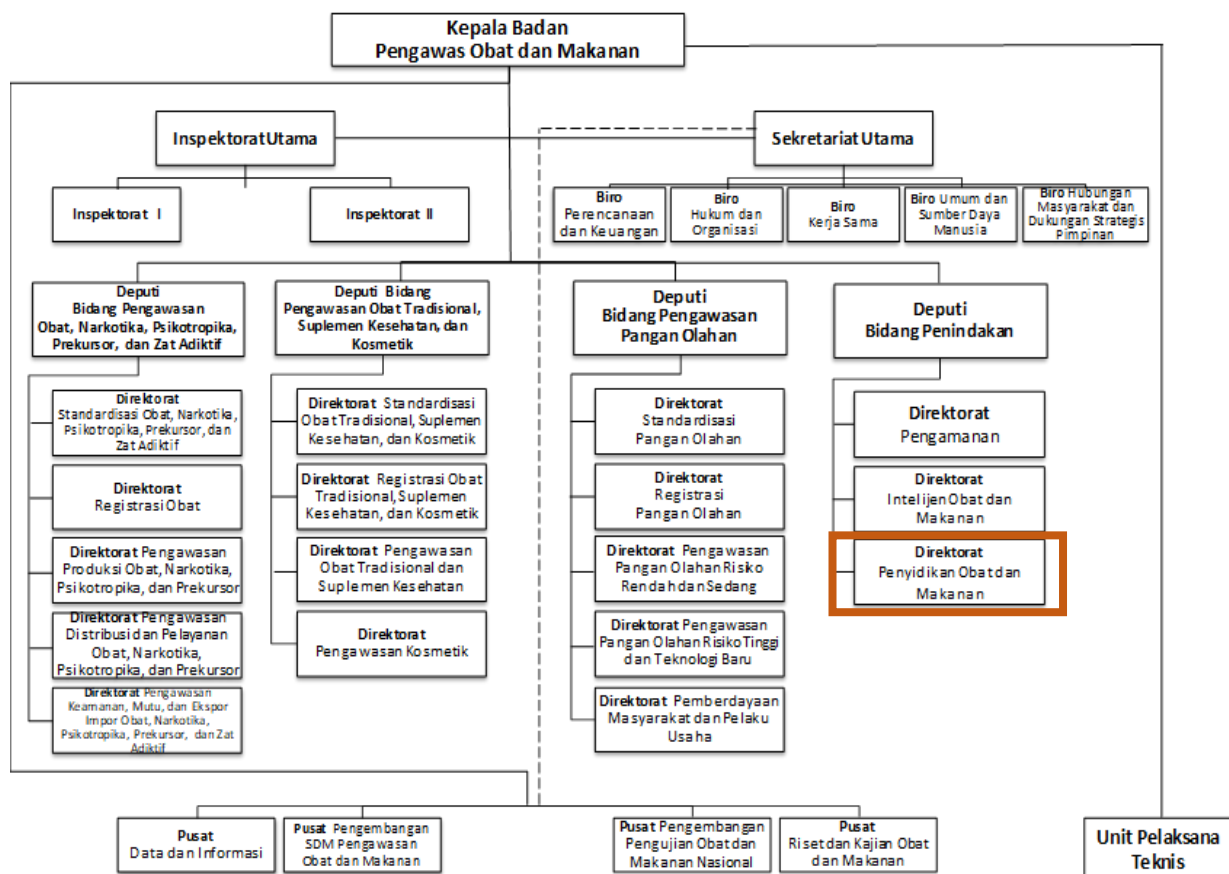 Kepala Badan
Pengawas Obat dan Makanan
Inspektorat Utama
Sekretariat Utama
Inspektorat I
Inspektorat II
Biro
Perencanaan
dan Keuangan
Biro
Hukum dan
Organisasi
Biro
Kerja Sama
Biro Umum dan
Sumber Daya
Manusia
Biro Hubungan
Masyarakat dan
Dukungan Strategis
Pimpinan
Deputi
Bidang Pengawasan
Obat, Narkotika, Psikotropika,
Prekursor, dan Zat Adiktif
Deputi Bidang
Pengawasan Obat Tradisional,
Suplemen Kesehatan, dan
Kosmetik
Deputi
Bidang Pengawasan
Pangan Olahan
Deputi
Bidang Penindakan
Direktorat
Standardisasi Obat, Narkotika,
Psikotropika, Prekursor, dan
Zat Adiktif
Direktorat
Registrasi Obat
Direktorat Pengawasan
Produksi Obat, Narkotika,
Psikotropika, dan Prekursor
Direktorat Pengawasan
Distribusi dan Pelayanan
Obat, Narkotika,
Psikotropika, dan Prekursor
Direktorat Pengawasan
Keamanan, Mutu, dan Ekspor
Impor Obat, Narkotika,
Psikotropika, Prekursor, dan Zat
Adiktif
Direktorat Standardisasi
Obat Tradisional, Suplemen
Kesehatan, dan Kosmetik
Direktorat Registrasi Obat
Tradisional, Suplemen
Kesehatan, dan Kosmetik
Direktorat Pengawasan
Obat Tradisional dan
Suplemen Kesehatan
Direktorat
Pengawasan Kosmetik
Direktorat
Standardisasi
Pangan Olahan
Direktorat
Registrasi
Pangan Olahan
Direktorat Pengawasan
Pangan Olahan Risiko
Rendah dan Sedang
Direktorat Pengawasan
Pangan Olahan Risiko Tinggi
dan Teknologi Baru
Direktorat Pemberdayaan
Masyarakat dan Pelaku
Usaha
Direktorat
Pengamanan
Direktorat
Intelijen Obat dan
Makanan
Direktorat
Penyidikan Obat dan
Makanan
Pusat
Data dan Informasi
Pusat Pengembangan
SDM Pengawasan
Obat dan Makanan
Pusat Pengembangan
Pengujian Obat dan
Makanan Nasional
Pusat
Riset dan Kajian Obat
dan Makanan
Unit Pelaksana
Teknis